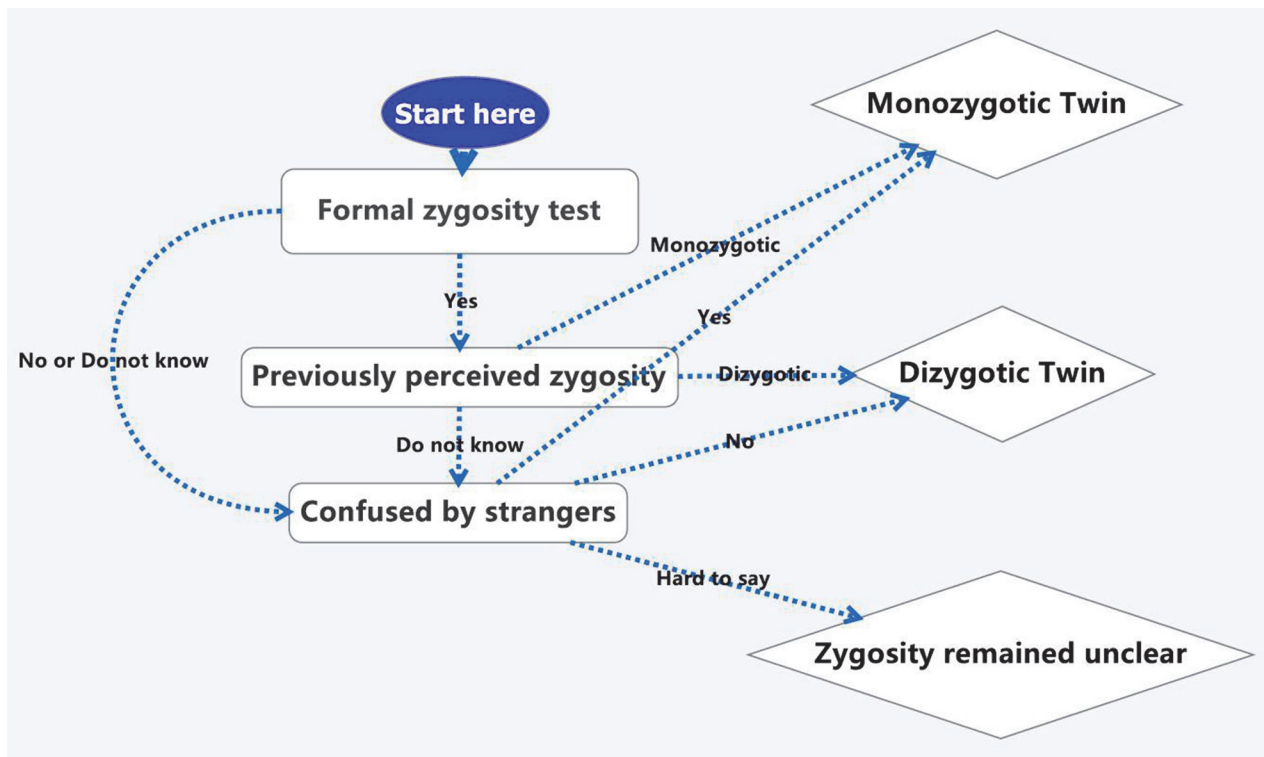 Start here
Monozygotic Twin
Formal zygosity test
Monozygotic
Yes
Yes
No or Do not know
Previously perceived zygosity
Dizygotic
Dizygotic Twin
Do not know
No
Confused by strangers
Hard to say
Zygosity remained unclear